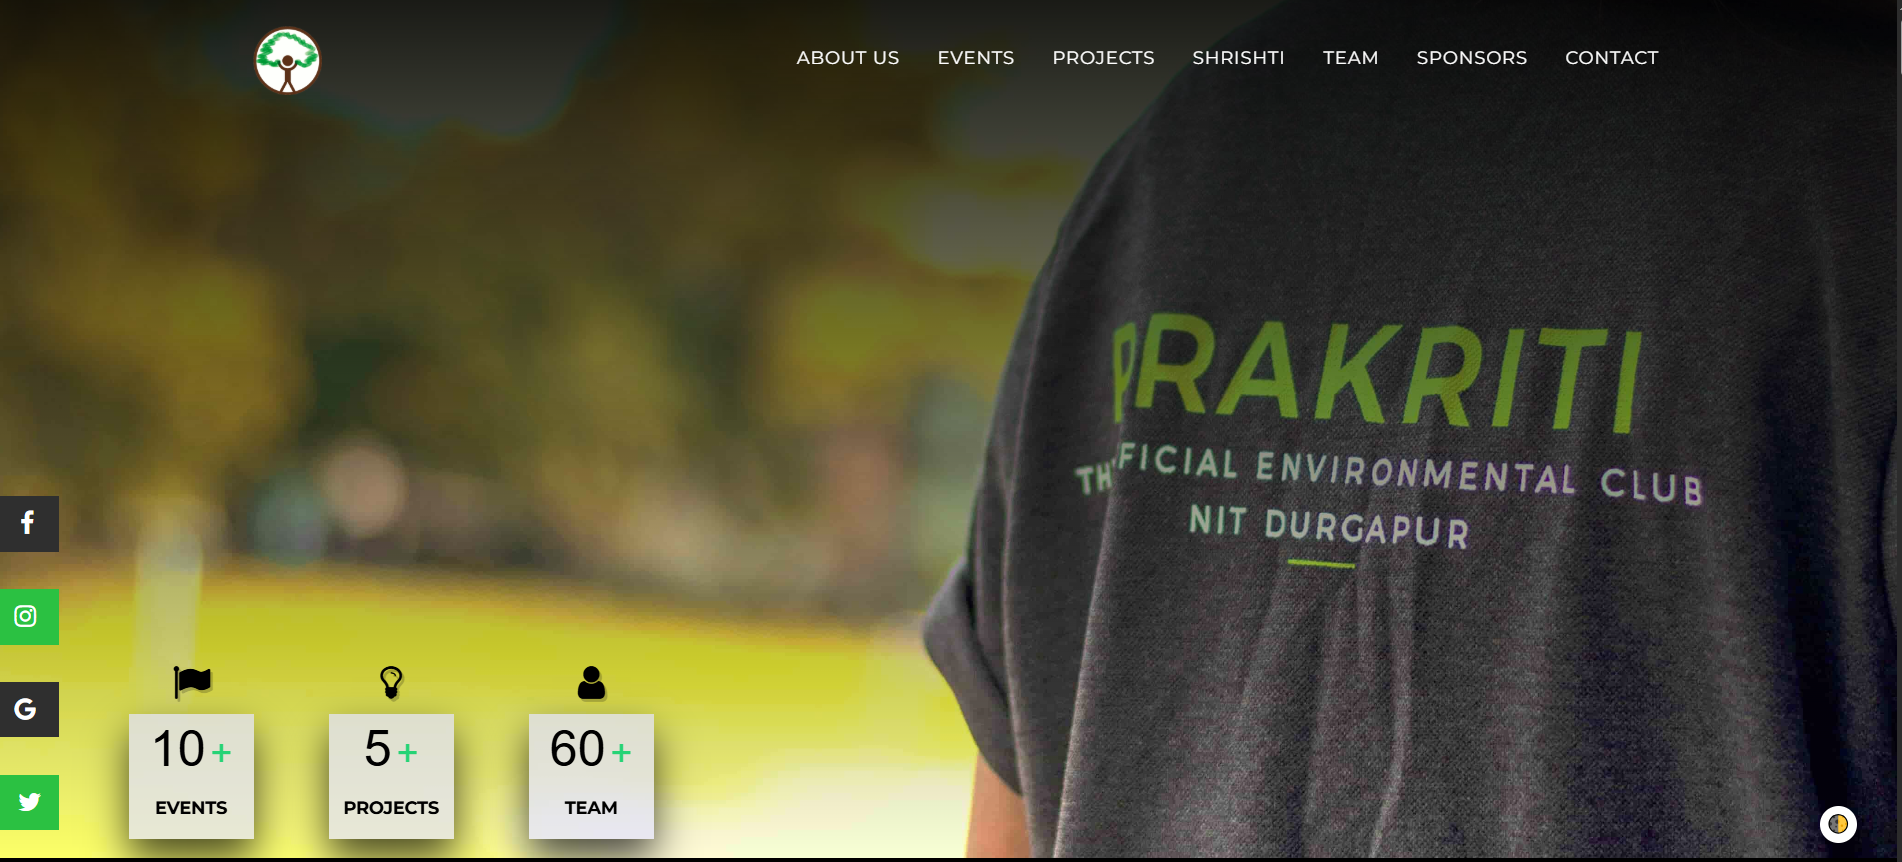 ABOUT US EVENTS PROJECTS SHRISHTI TEAM SPONSORS CONTACT
PRAKRITI
TH FICIAL ENVIRONMENTAL CLUB
NIT DURGAPUR
10+ 5+ 60+
EVENTS PROJECTS TEAM